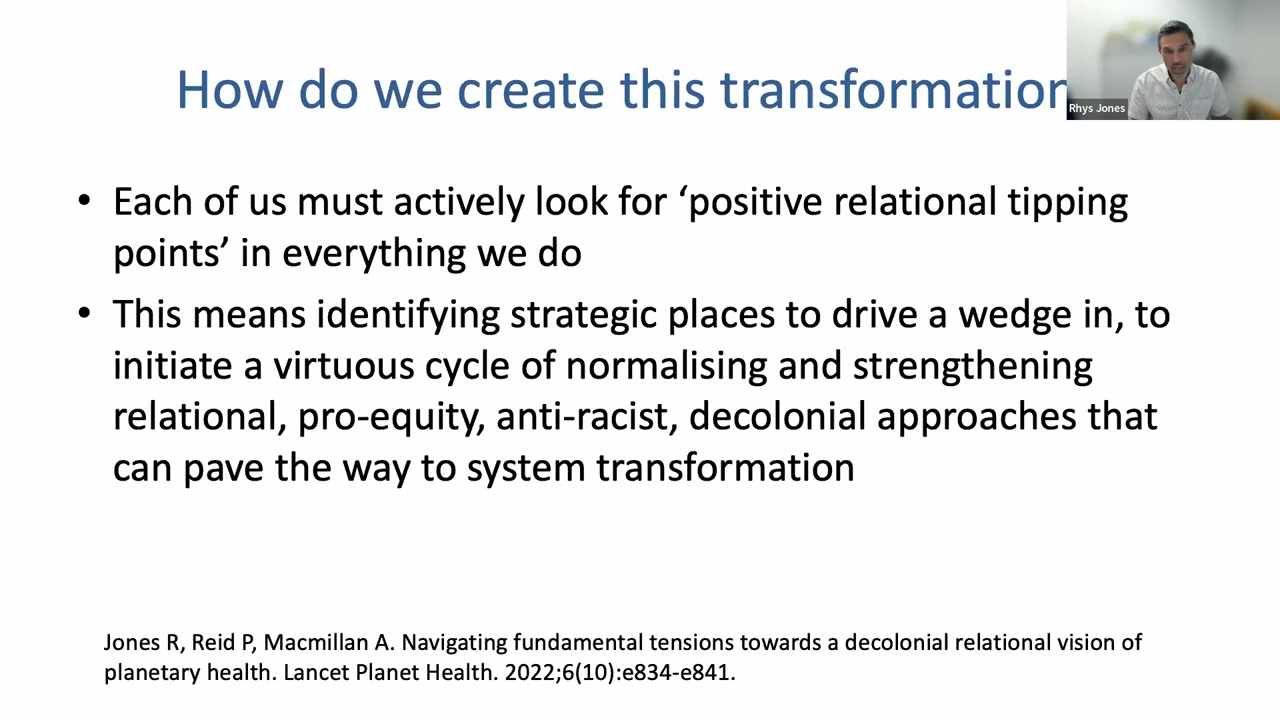 How do we create this transformation
Rhys Jones
• Each of us must actively look for ‘positive relational tipping
points’ in everything we do
• This means identifying strategic places to drive a wedge in, to
initiate a virtuous cycle of normalising and strengthening
relational, pro-equity, anti-racist, decolonial approaches that
can pave the way to system transformation
Jones R, Reid P, Macmillan A. Navigating fundamental tensions towards a decolonial relational vision of
planetary health. Lancet Planet Health. 2022;6(10):e834-e841.